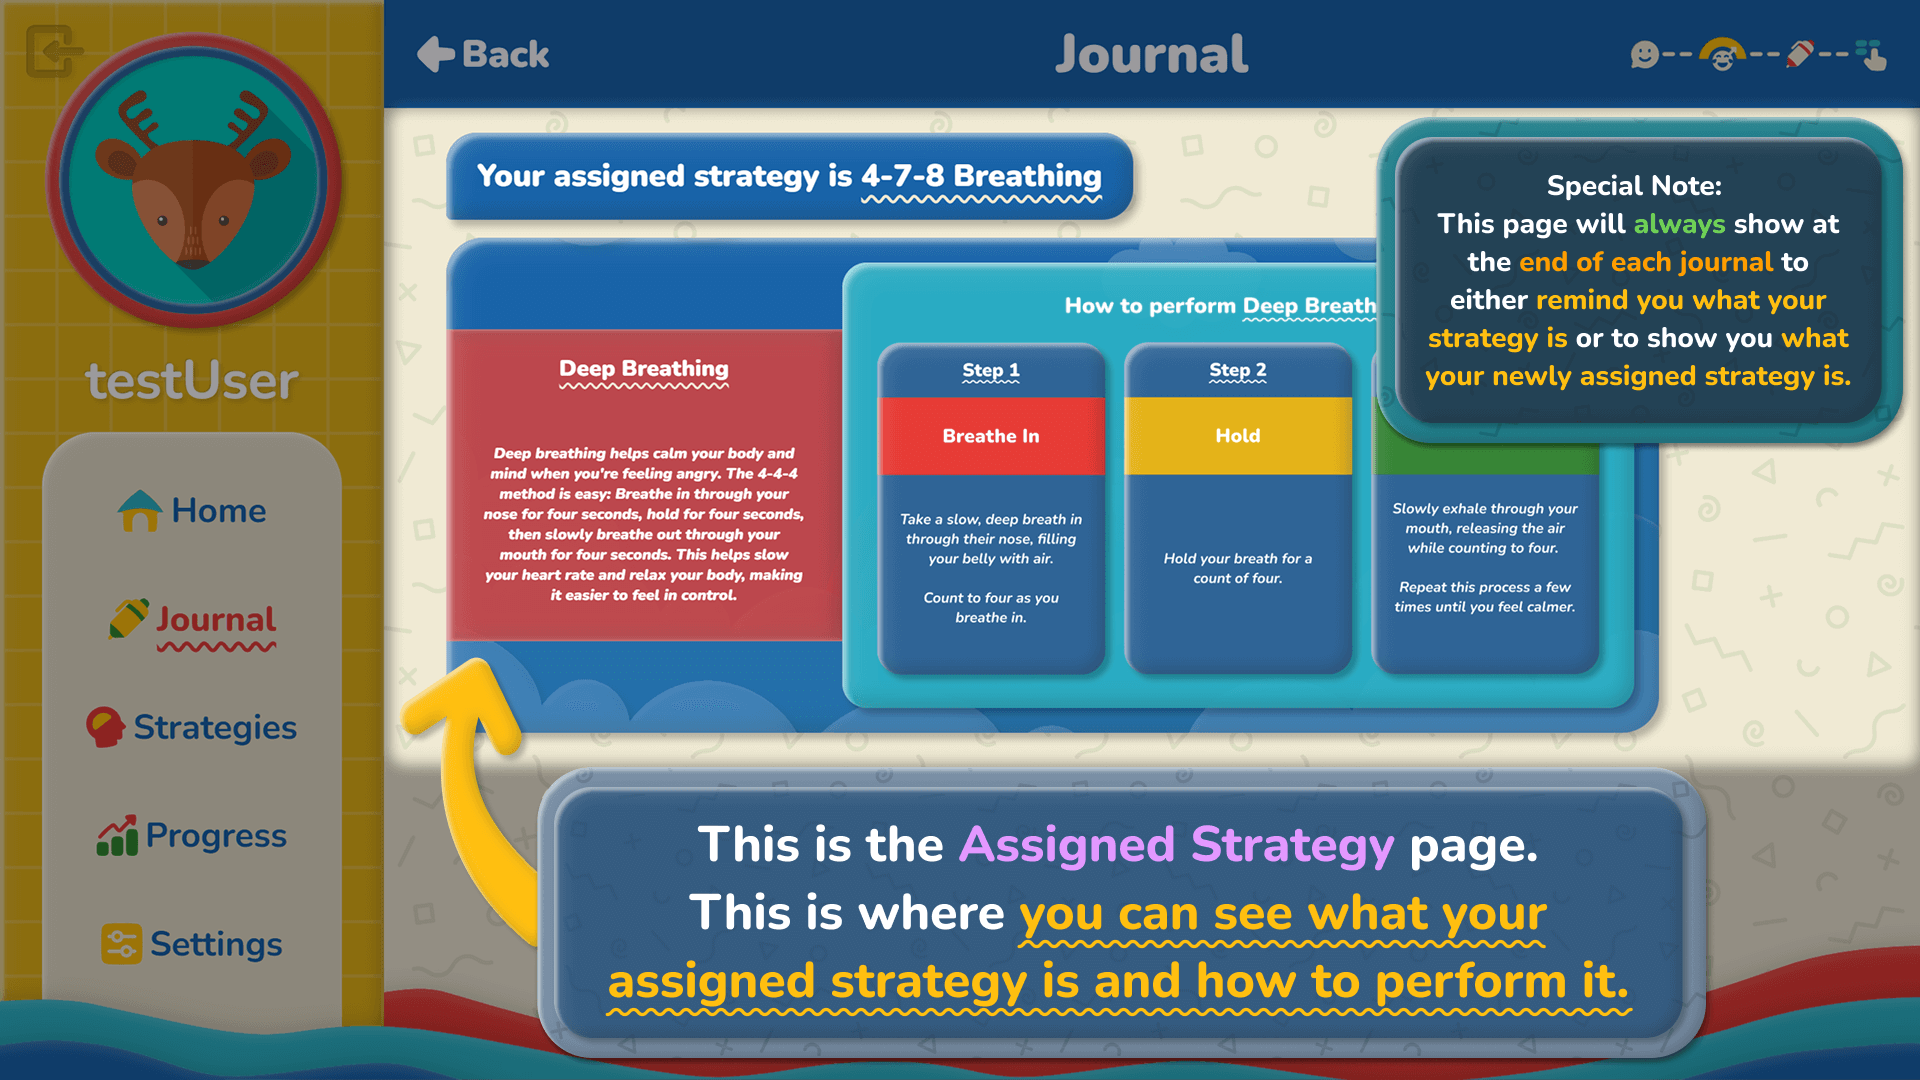 Back
Journal
testUser
Home
Journal
Strategies
Progress
Settings
Your assigned strategy is 4-7-8 Breathing
Deep Breathing
Deep breathing helps calm your body and
mind when you're feeling angry. The 4-4-4
method is easy: Breathe in through your
nose for four seconds, hold for four seconds,
then slowly breathe out through your
mouth for four seconds. This helps slow
your heart rate and relax your body, making
it easier to feel in control.
How to perform Deep Breath
Step 1
Breathe In
Take a slow, deep breath in
through their nose, filling
your belly with air.
Count to four as you
breathe in.
Step 2
Hold
Hold your breath for a
count of four.
Slowly exhale through your
mouth, releasing the air
while counting to four.
Repeat this process a few
times until you feel calmer.
Special Note:
This page will always show at
the end of each journal to
either remind you what your
strategy is or to show you what
your newly assigned strategy is.
This is the Assigned Strategy page.
This is where you can see what your
assigned strategy is and how to perform it.